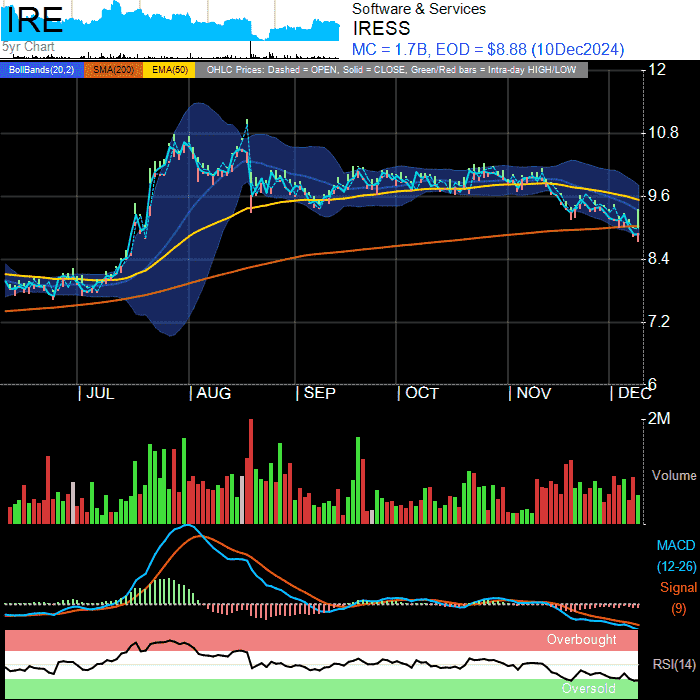 IRE
5yr Chart
Software & Services
IRESS
MC = 1.7B, EOD = $8.88 (10Dec2024)
BollBands(20,2) SMA(200) EMA(50) OHLC Prices: Dashed = OPEN, Solid = CLOSE, Green/Red bars = Intra-day HIGH/LOW
12
10.8
9.6
8.4
7.2
6
| JUL | AUG | SEP | OCT | NOV | DEC
2M
Volume
MACD
(12-26)
Signal
(9)
Overbought
RSI(14)
Oversold